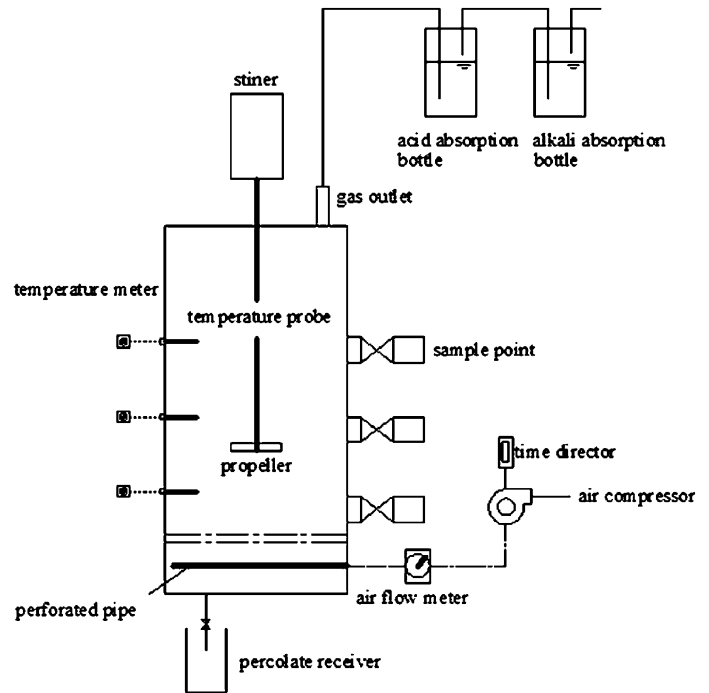 stiner
acid absorption
bottle
alkali absorption
bottle
gas outlet
temperature meter
temperature probe
sample point
propeller
time director
air compressor
perforated pipe
air flow meter
percolate receiver